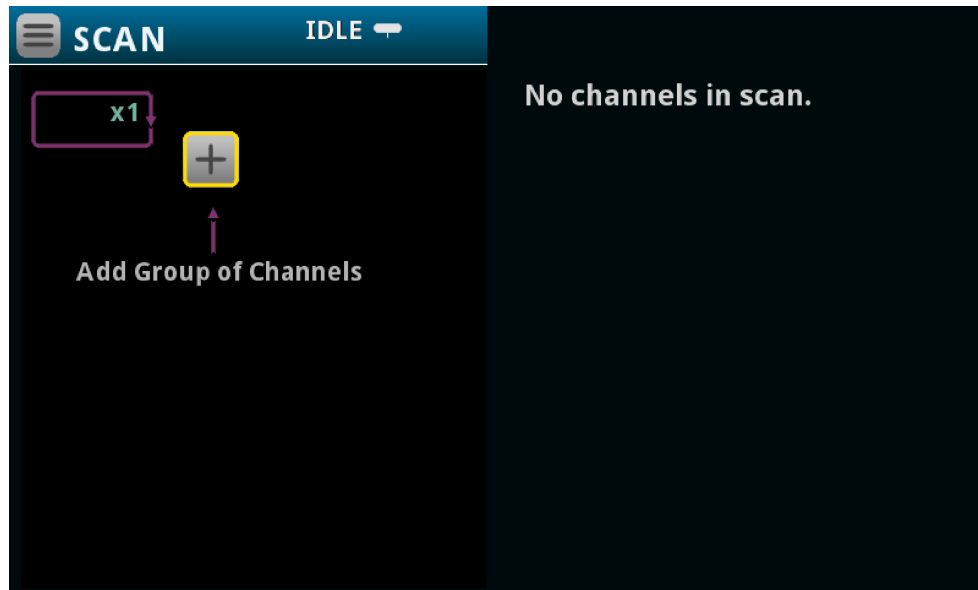 SCAN
IDLE
x1
Add Group of Channels
No channels in scan.